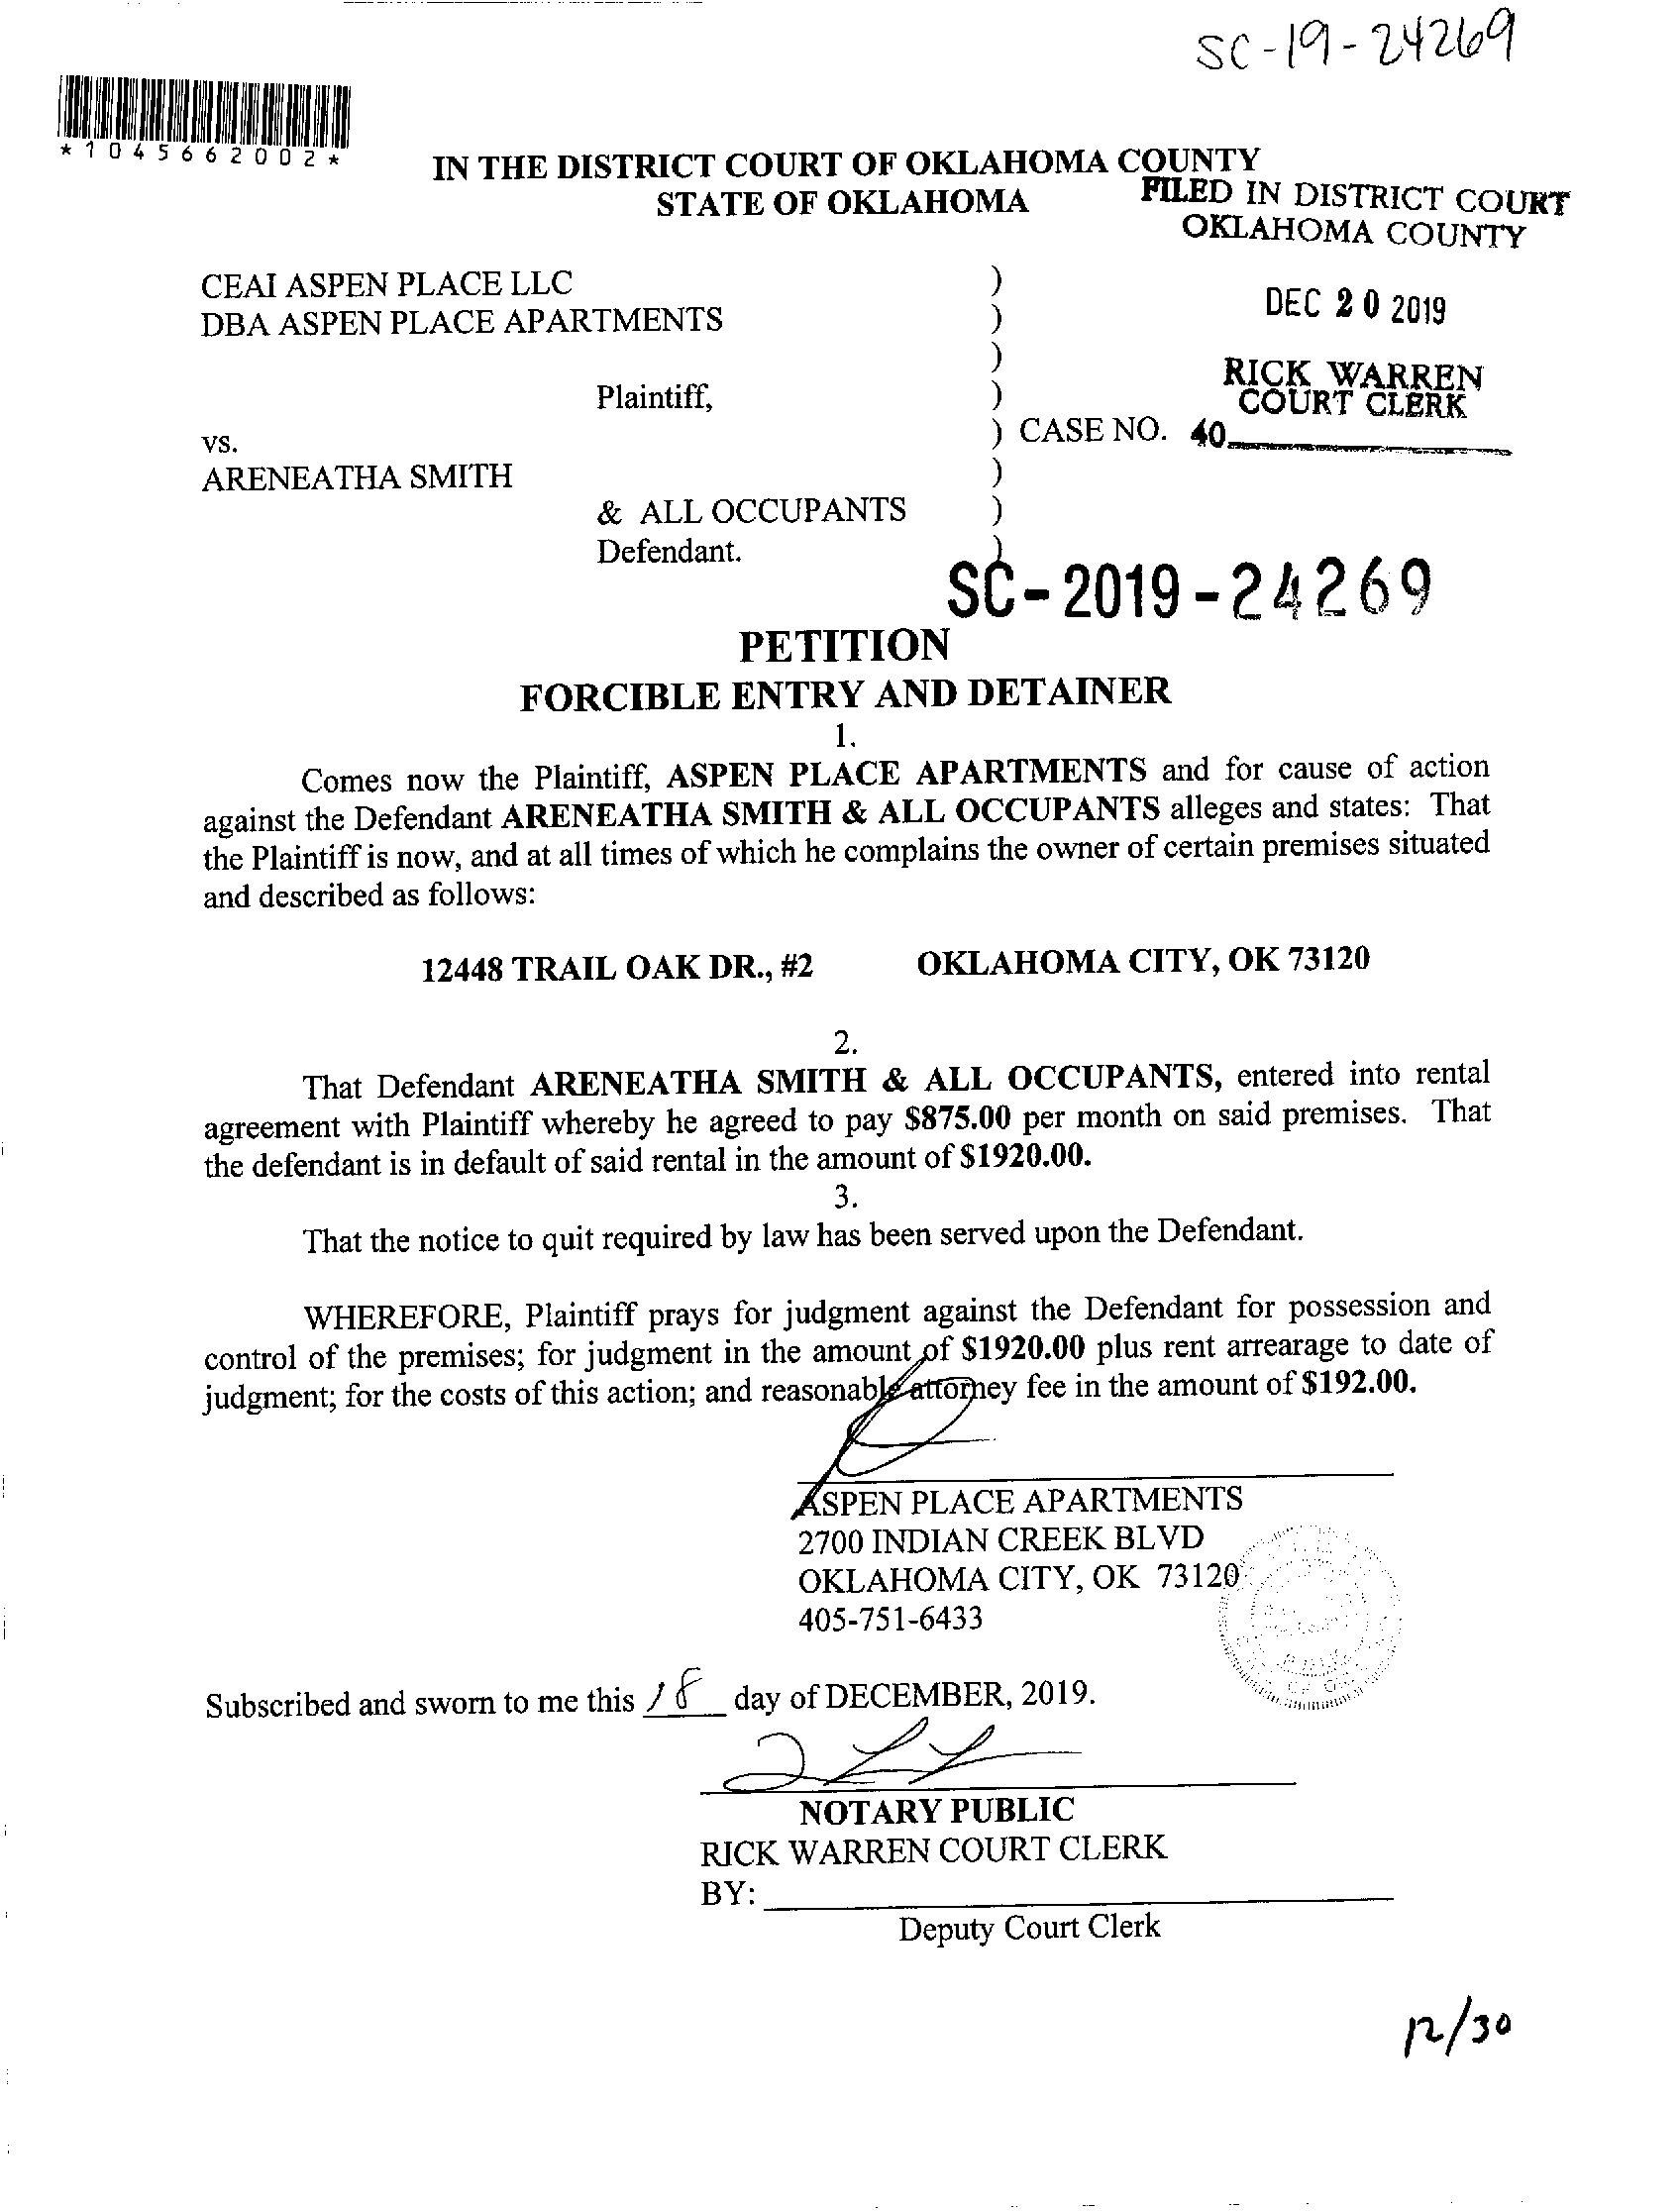 SC-19-24269
*1045662002*
IN THE DISTRICT COURT OF OKLAHOMA COUNTY
STATE OF OKLAHOMA
FILED IN DISTRICT COURT
OKLAHOMA COUNTY
CEAI ASPEN PLACE LLC )
DBA ASPEN PLACE APARTMENTS )
DEC 20 2019
)
RICK WARREN
COURT CLERK
Plaintiff, )
vs. ) CASE NO. 40
ARENEATHA SMITH )
& ALL OCCUPANTS )
Defendant. )
SC-2019-24269
PETITION
FORCIBLE ENTRY AND DETAINER
1.
Comes now the Plaintiff, ASPEN PLACE APARTMENTS and for cause of action
against the Defendant ARENEATHA SMITH & ALL OCCUPANTS alleges and states: That
the Plaintiff is now, and at all times of which he complains the owner of certain premises situated
and described as follows:
12448 TRAIL OAK DR., #2 OKLAHOMA CITY, OK 73120
2.
That Defendant ARENEATHA SMITH & ALL OCCUPANTS, entered into rental
agreement with Plaintiff whereby he agreed to pay $875.00 per month on said premises. That
the defendant is in default of said rental in the amount of $1920.00.
3.
That the notice to quit required by law has been served upon the Defendant.
WHEREFORE, Plaintiff prays for judgment against the Defendant for possession and
control of the premises; for judgment in the amount of $1920.00 plus rent arrearage to date of
judgment; for the costs of this action; and reasonable attorney fee in the amount of $192.00.
ASPEN PLACE APARTMENTS
2700 INDIAN CREEK BLVD
OKLAHOMA CITY, OK 73120
405-751-6433
Subscribed and sworn to me this 18 day of DECEMBER, 2019.
NOTARY PUBLIC
RICK WARREN COURT CLERK
BY:
Deputy Court Clerk
12/30